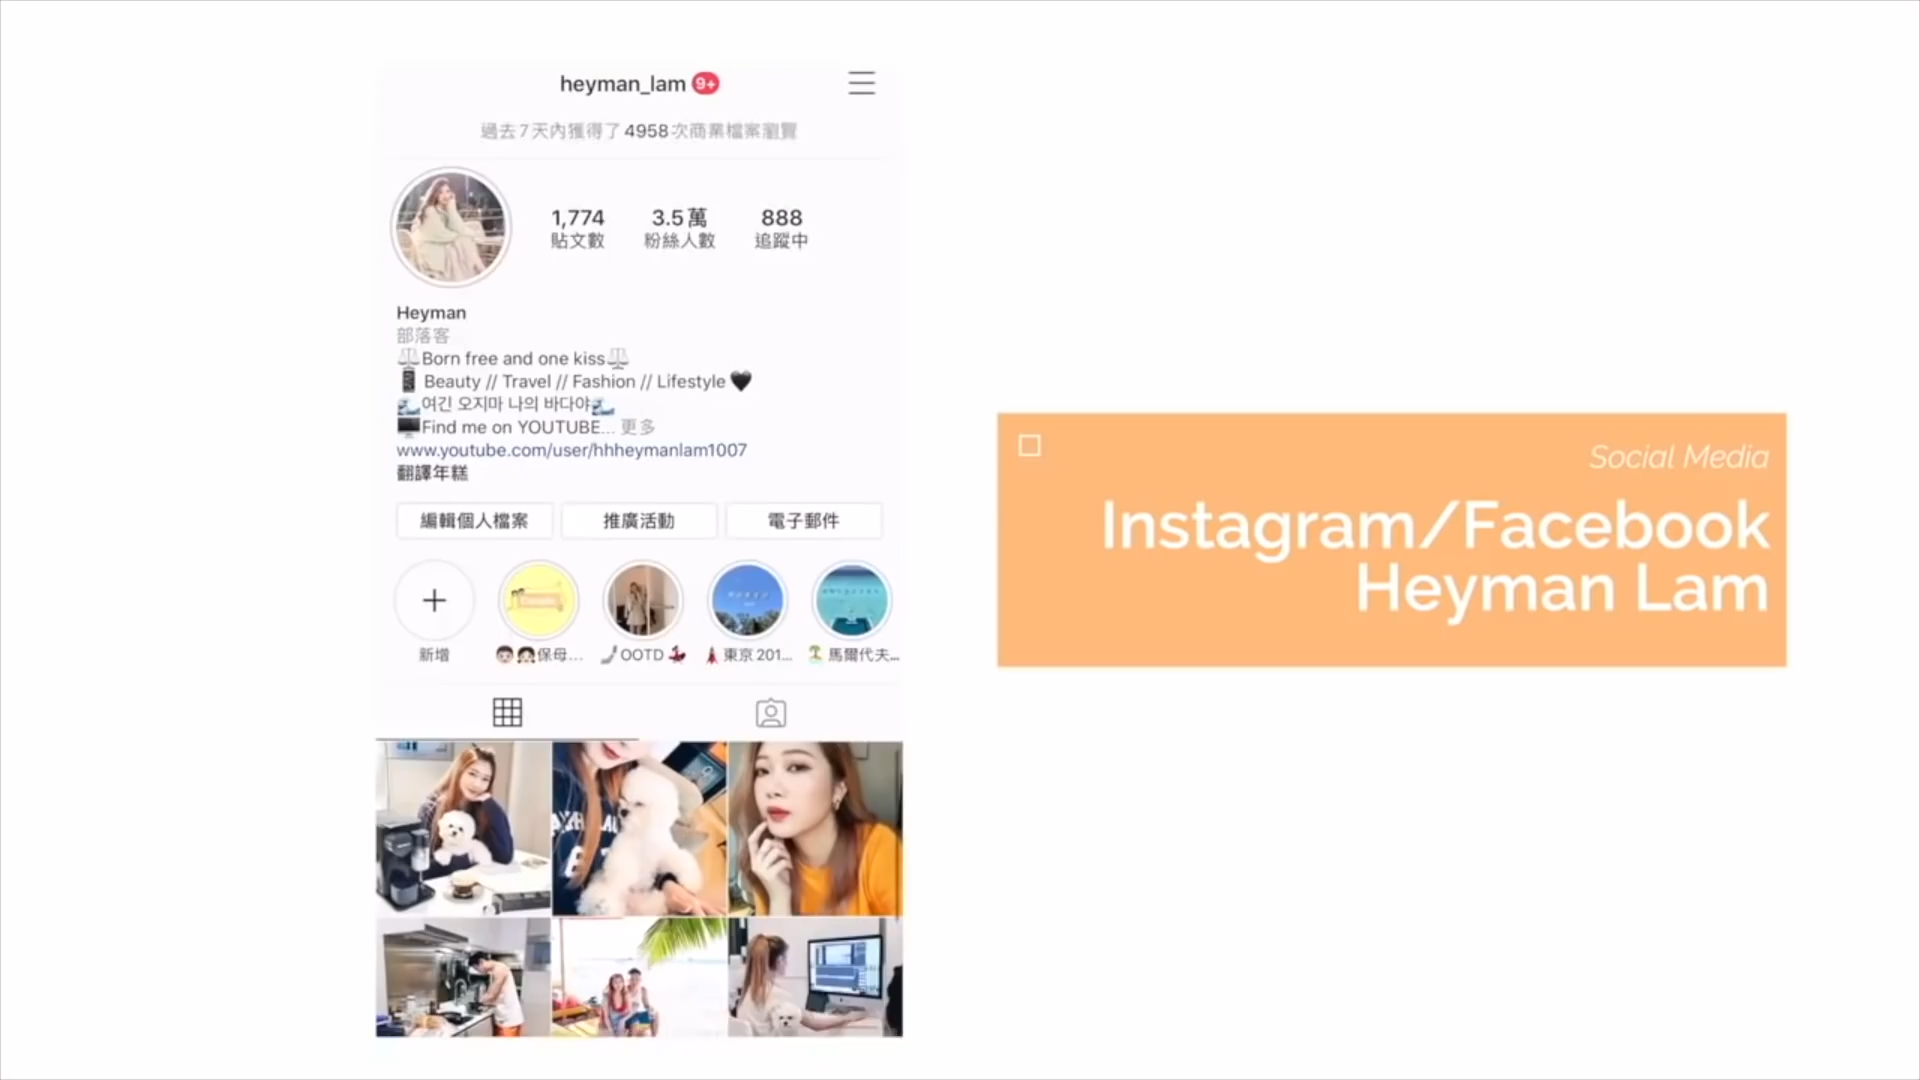 heyman_lam 9+
過去7天內獲得了4958次商業檔案瀏覽
1,774 3.5萬 888
貼文數 粉絲人數 追蹤中
Heyman
部落客
Born free and one kiss
Beauty // Travel // Fashion // Lifestyle
여긴 오지마 나의 바다야
Find me on YOUTUBE... 更多
www.youtube.com/user/hhheymanlam1007
翻譯年糕
編輯個人檔案 推廣活動 電子郵件
新增 保母... OOTD 東京 201... 馬爾代夫...
Social Media
Instagram/Facebook
Heyman Lam